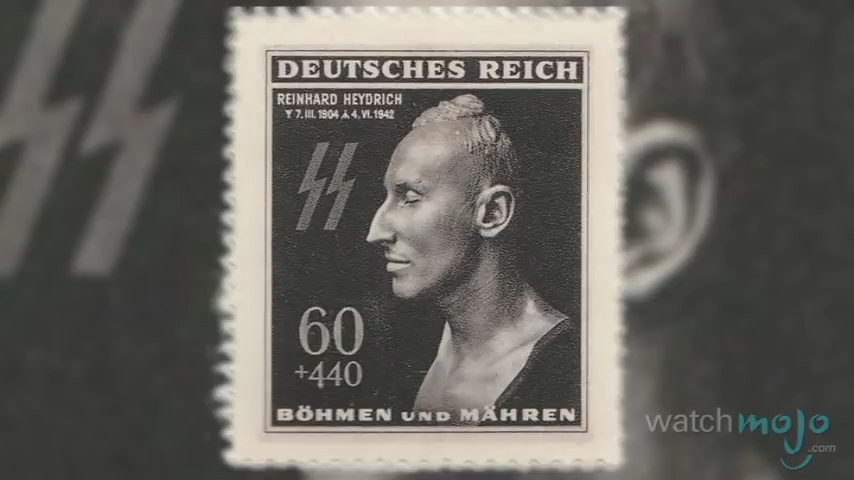 DEUTSCHES REICH
REINHARD HEYDRICH
7. III. 1904 4. VI. 1942
60
+440
BÖHMEN UND MÄHREN
watchmojo
.com